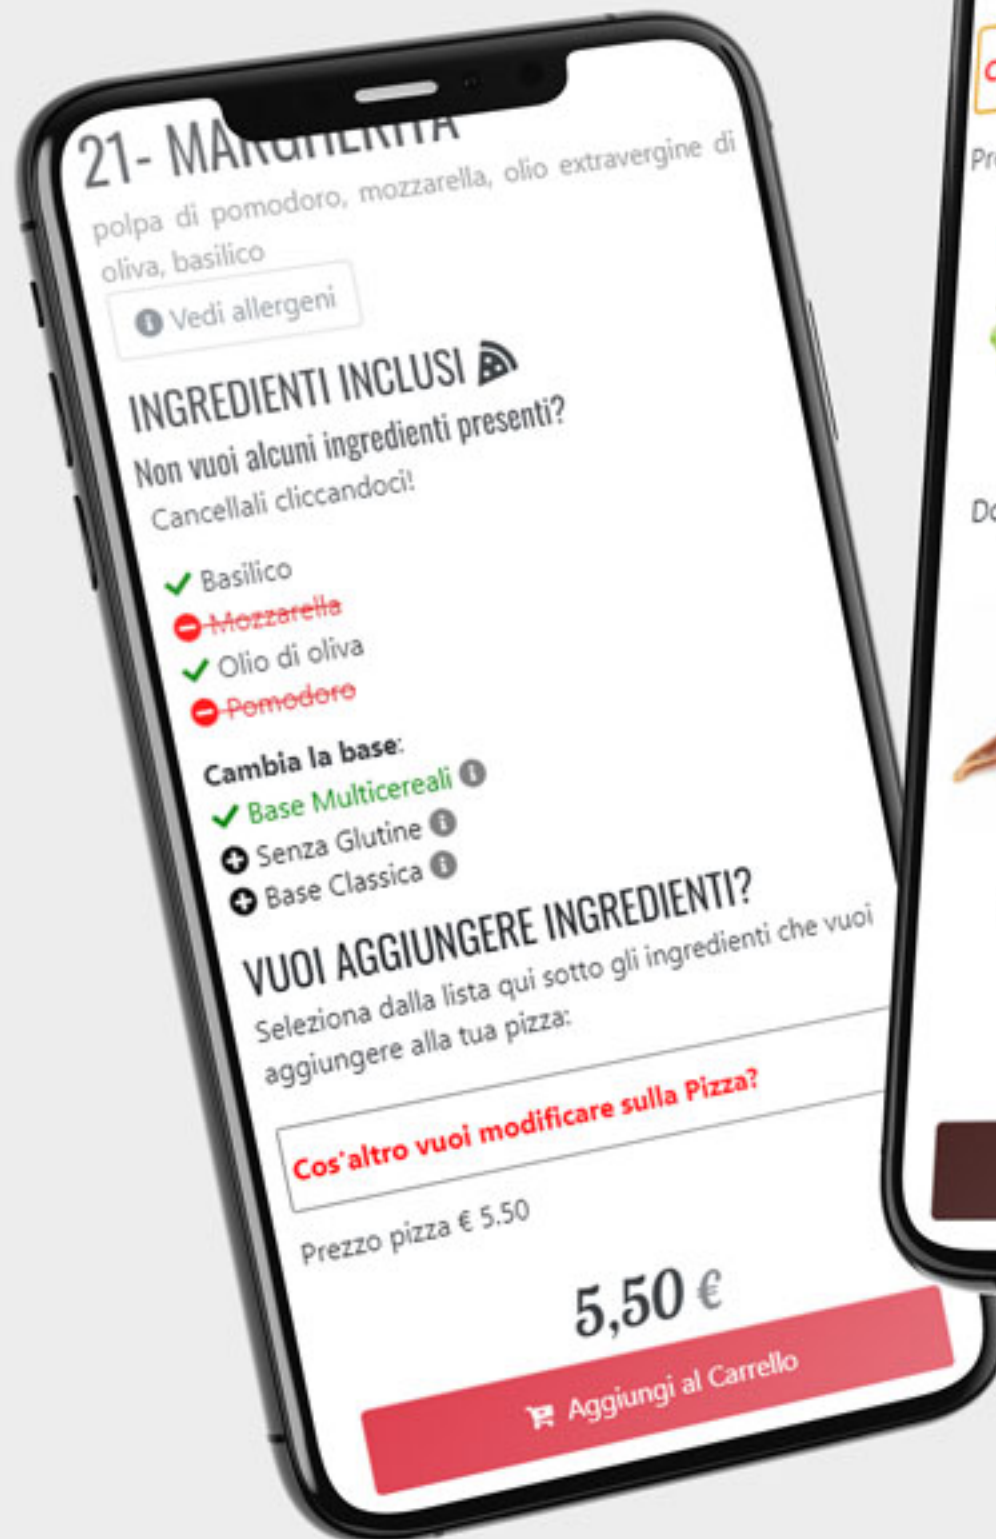 21- MARGHERITA
polpa di pomodoro, mozzarella, olio extravergine di
oliva, basilico
Vedi allergeni
INGREDIENTI INCLUSI
Non vuoi alcuni ingredienti presenti?
Cancellali cliccandoci!
Basilico
Mozzarella
Olio di oliva
Pomodoro
Cambia la base:
Base Multicereali
Senza Glutine
Base Classica
VUOI AGGIUNGERE INGREDIENTI?
Seleziona dalla lista qui sotto gli ingredienti che vuoi
aggiungere alla tua pizza:
Cos'altro vuoi modificare sulla Pizza?
Prezzo pizza € 5.50
5,50 €
Aggiungi al Carrello